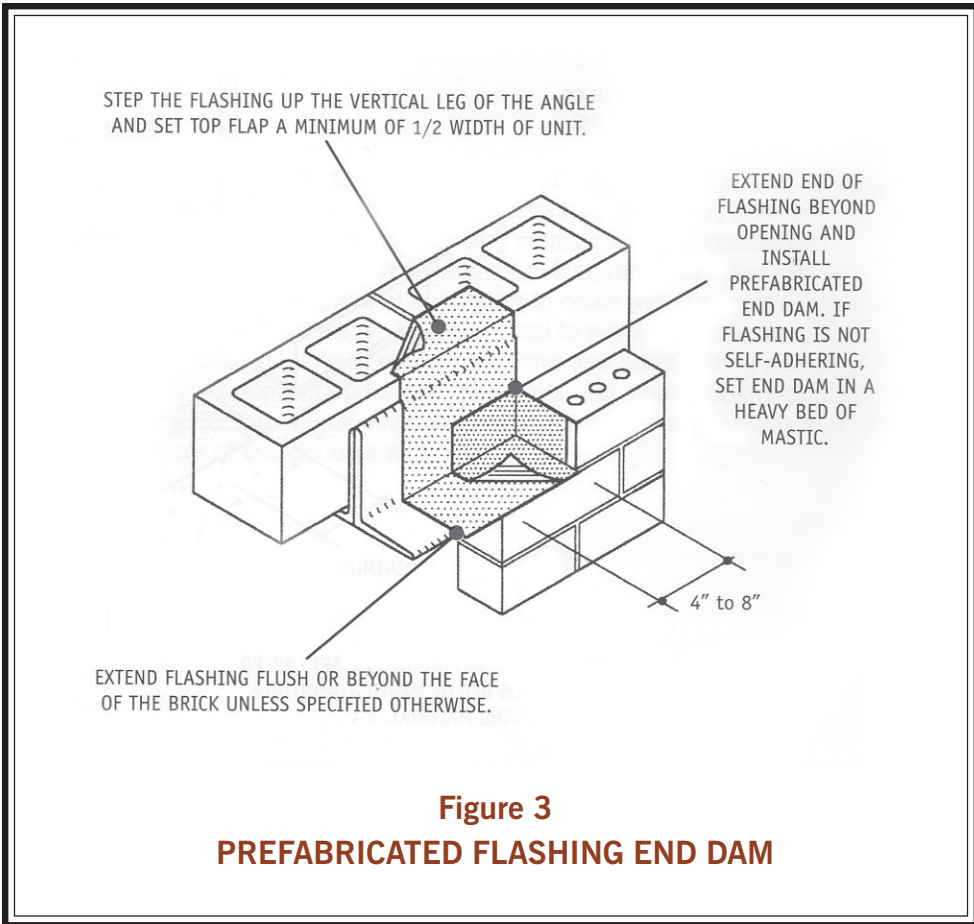 STEP THE FLASHING UP THE VERTICAL LEG OF THE ANGLE
AND SET TOP FLAP A MINIMUM OF 1/2 WIDTH OF UNIT.
EXTEND END OF
FLASHING BEYOND
OPENING AND
INSTALL
PREFABRICATED
END DAM. IF
FLASHING IS NOT
SELF-ADHERING,
SET END DAM IN A
HEAVY BED OF
MASTIC.
4" to 8"
EXTEND FLASHING FLUSH OR BEYOND THE FACE
OF THE BRICK UNLESS SPECIFIED OTHERWISE.
Figure 3
PREFABRICATED FLASHING END DAM